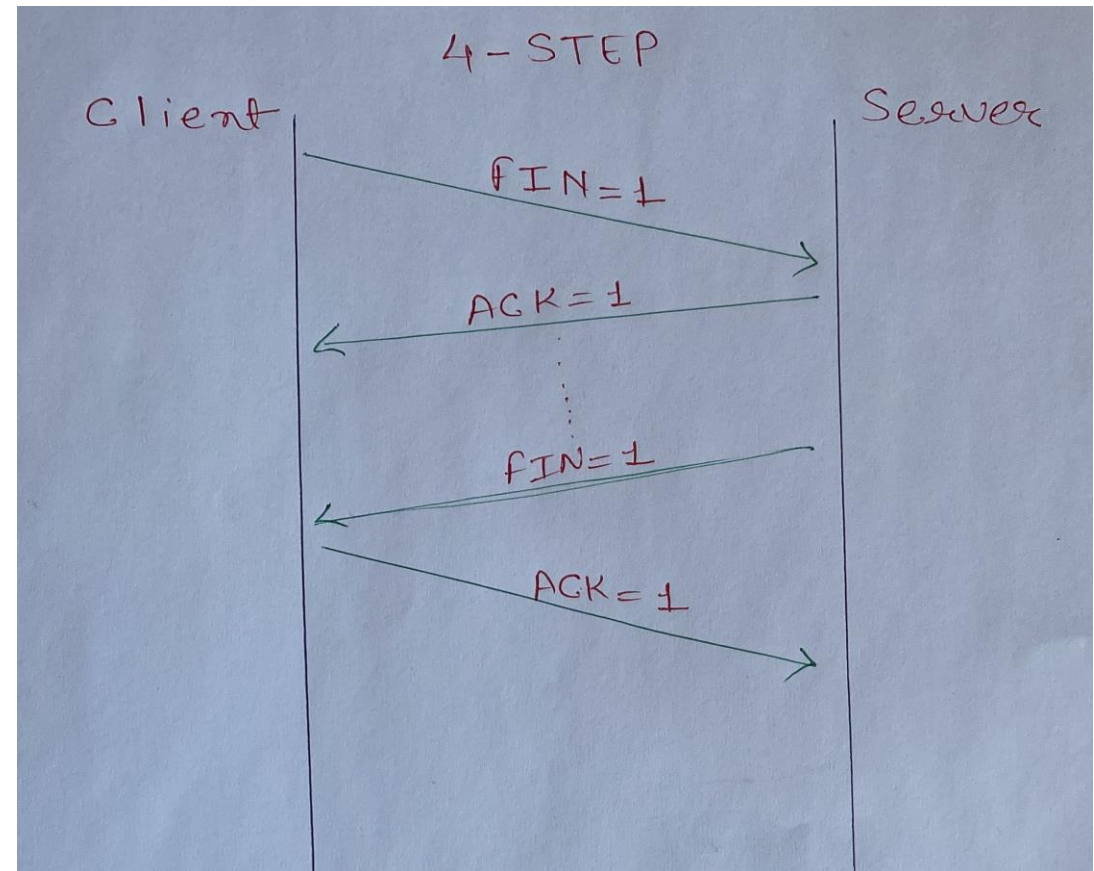 4-STEP
Client
Server
FIN=1
ACK=1
FIN=1
ACK=1